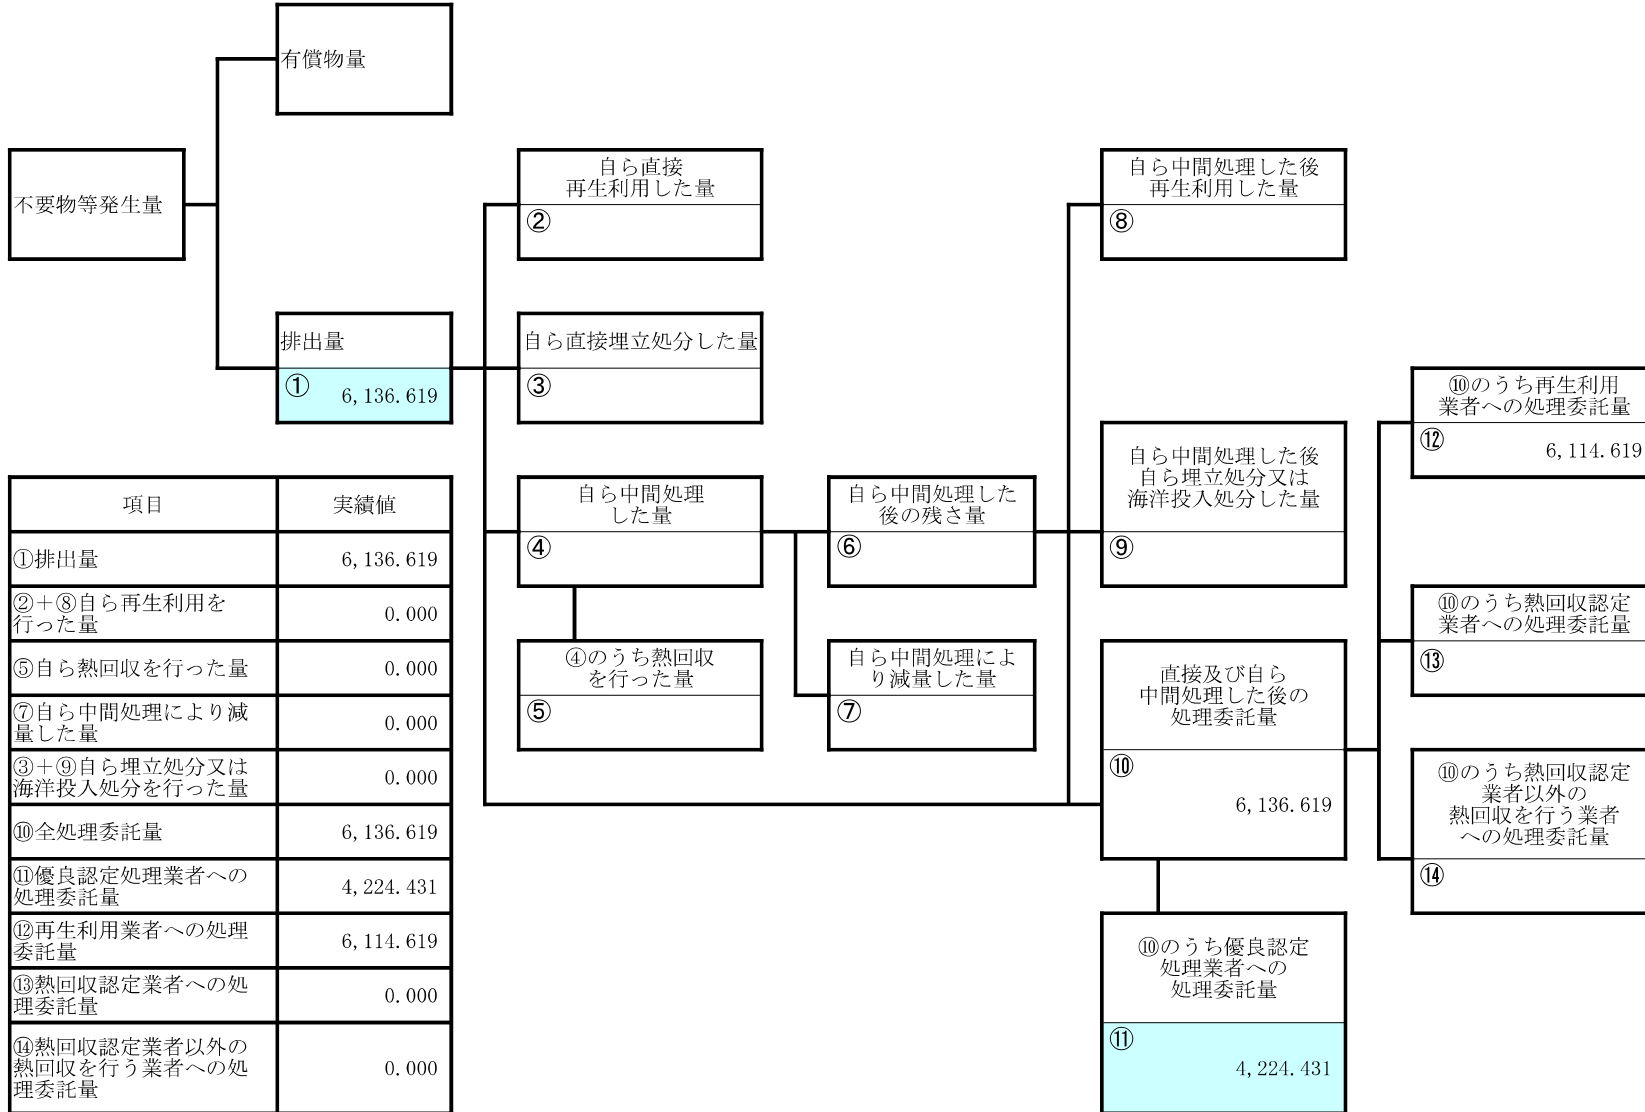 有償物量
不要物等発生量
自ら直接
再生利用した量
②
自ら中間処理した後
再生利用した量
⑧
排出量
① 6,136.619
自ら直接埋立処分した量
③
⑩のうち再生利用
業者への処理委託量
⑫ 6,114.619
自ら中間処理
した量
④
自ら中間処理した
後の残さ量
⑥
自ら中間処理した後
自ら埋立処分又は
海洋投入処分した量
⑨
⑩のうち熱回収認定
業者への処理委託量
⑬
④のうち熱回収
を行った量
⑤
自ら中間処理によ
り減量した量
⑦
直接及び自ら
中間処理した後の
処理委託量
⑩
6,136.619
⑩のうち熱回収認定
業者以外の
熱回収を行う業者
への処理委託量
⑭
⑩のうち優良認定
処理業者への
処理委託量
⑪
4,224.431
項目 実績値
①排出量 6,136.619
②＋⑧自ら再生利用を
行った量 0.000
⑤自ら熱回収を行った量 0.000
⑦自ら中間処理により減
量した量 0.000
③＋⑨自ら埋立処分又は
海洋投入処分を行った量 0.000
⑩全処理委託量 6,136.619
⑪優良認定処理業者への
処理委託量 4,224.431
⑫再生利用業者への処理
委託量 6,114.619
⑬熱回収認定業者への処
理委託量 0.000
⑭熱回収認定業者以外の
熱回収を行う業者への処
理委託量 0.000